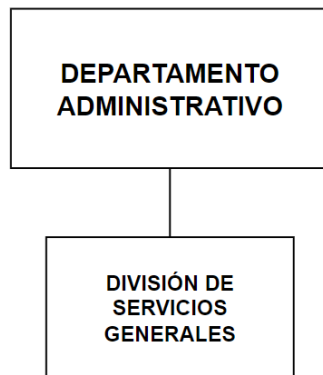 DEPARTAMENTO
ADMINISTRATIVO
DIVISIÓN DE
SERVICIOS
GENERALES